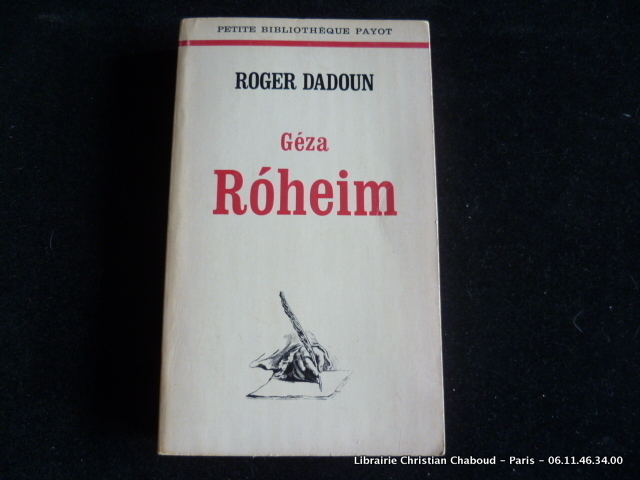 PETITE BIBLIOTHÈQUE PAYOT
ROGER DADOUN
Géza
Róheim
Librairie Christian Chaboud - Paris - 06.11.46.34.00